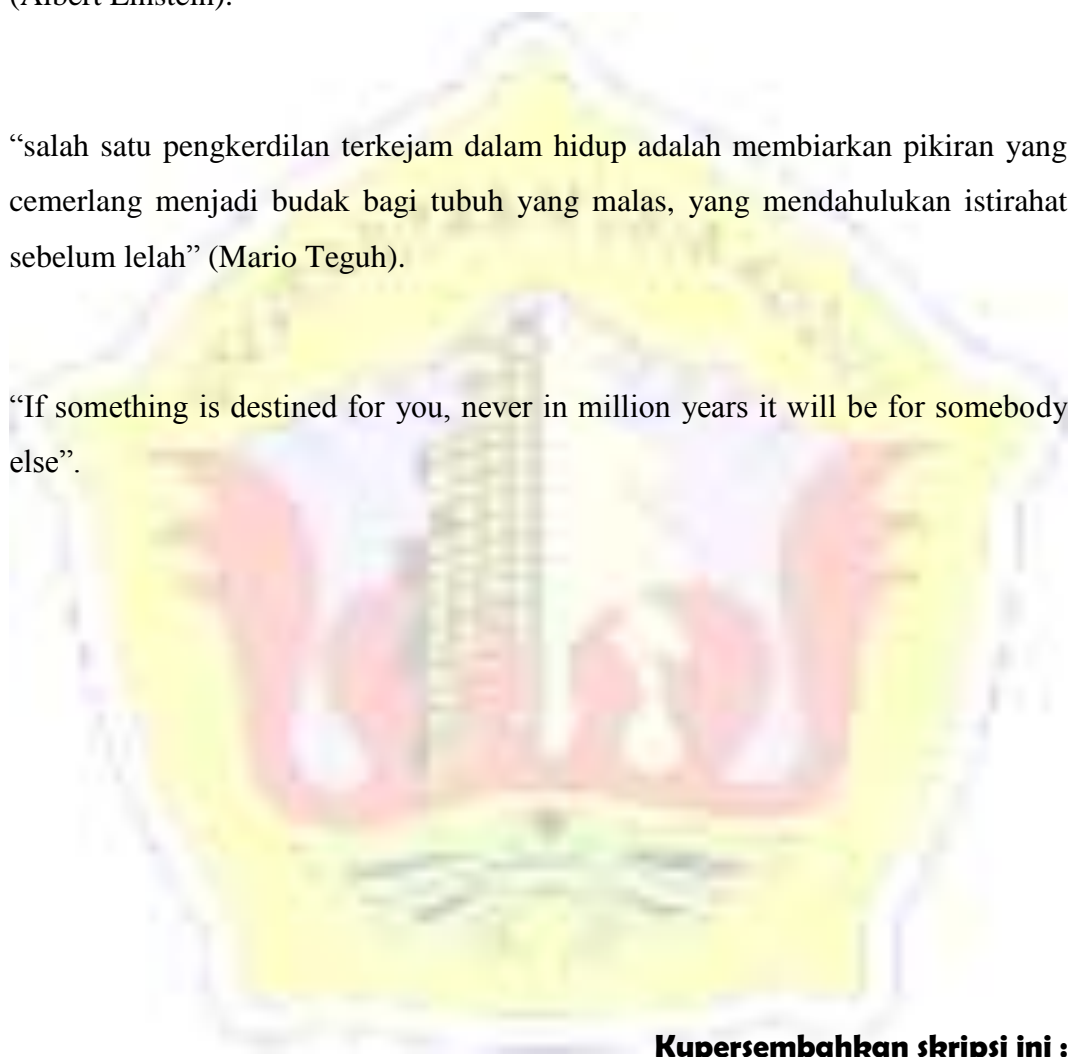 (Albert Einstein).
“salah satu pengkerdilan terkejam dalam hidup adalah membiarkan pikiran yang
cemerlang menjadi budak bagi tubuh yang malas, yang mendahulukan istirahat
sebelum lelah” (Mario Teguh).
“If something is destined for you, never in million years it will be for somebody
else”.
Kupersembahkan skripsi ini :